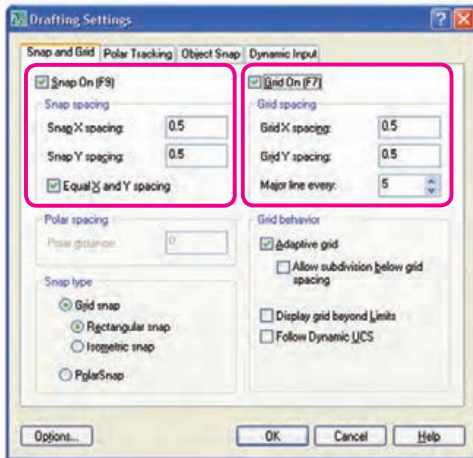 Drafting Settings
Snap and Grid Polar Tracking Object Snap Dynamic Input
Snap On (F9)
Snap spacing
Snap X spacing: 0.5
Snap Y spacing: 0.5
Equal X and Y spacing
Polar spacing
Polar distance: 0
Snap type
Grid snap
Rectangular snap
Isometric snap
PolarSnap
Grid On (F7)
Grid spacing
Grid X spacing: 0.5
Grid Y spacing: 0.5
Major line every: 5
Grid behavior
Adaptive grid
Allow subdivision below grid
spacing
Display grid beyond Limits
Follow Dynamic UCS
Options... OK Cancel Help